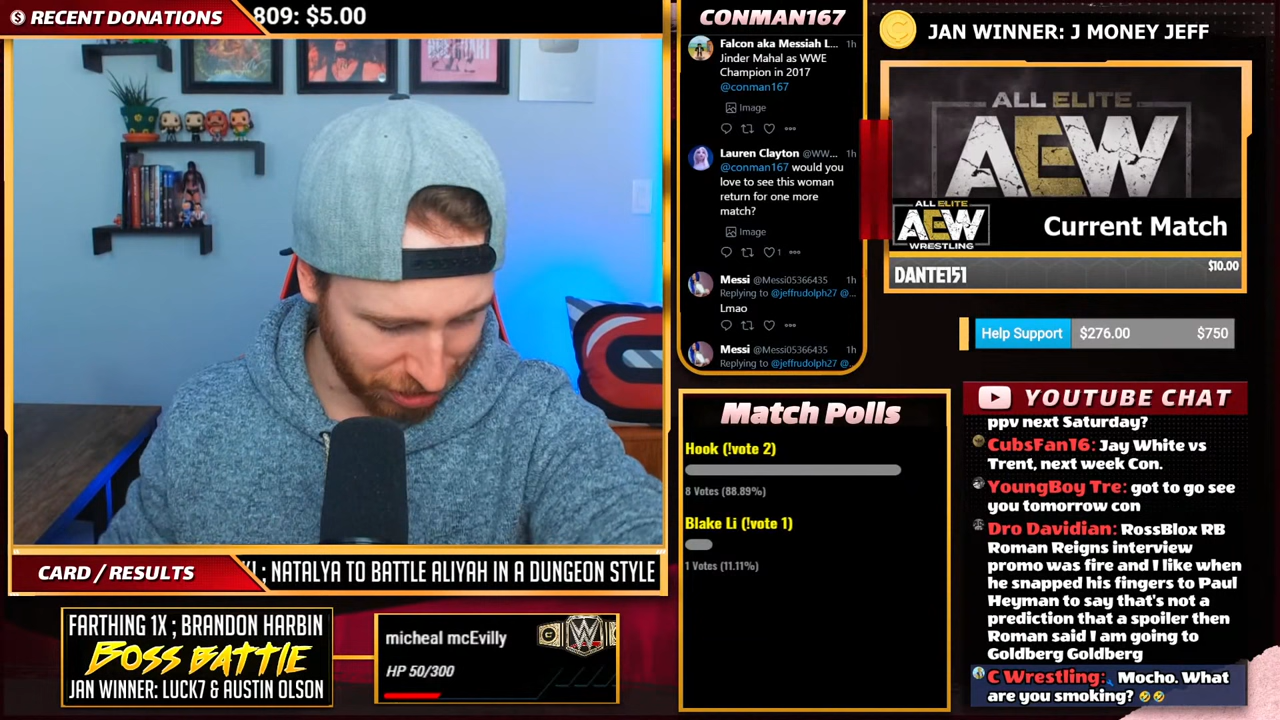 RECENT DONATIONS
809: $5.00
CONMAN167
Falcon aka Messiah L... 1h
Jinder Mahal as WWE
Champion in 2017
@conman167
Image
Lauren Clayton @WW... 1h
@conman167 would you
love to see this woman
return for one more
match?
Image
1
Messi @Messi05366435 1h
Replying to @jeffrudolph27 @...
Lmao
Messi @Messi05366435 1h
Replying to @jeffrudolph27 @...
JAN WINNER: J MONEY JEFF
ALL ELITE
AEW
ALL ELITE
AEW
WRESTLING
Current Match
DANTE151
$10.00
Help Support
$276.00
$750
Match Polls
Hook (!vote 2)
8 Votes (88.89%)
Blake Li (!vote 1)
1 Votes (11.11%)
YOUTUBE CHAT
ppv next Saturday?
CubsFan16: Jay White vs
Trent, next week Con.
YoungBoy Tre: got to go see
you tomorrow con
Dro Davidian: RossBlox RB
Roman Reigns interview
promo was fire and I like when
he snapped his fingers to Paul
Heyman to say that's not a
prediction that a spoiler then
Roman said I am going to
Goldberg Goldberg
C Wrestling: Mocho. What
are you smoking?
CARD / RESULTS
; NATALYA TO BATTLE ALIYAH IN A DUNGEON STYLE
FARTHING 1X ; BRANDON HARBIN
BOSS BATTLE
JAN WINNER: LUCK7 & AUSTIN OLSON
micheal mcEvilly
HP 50/300